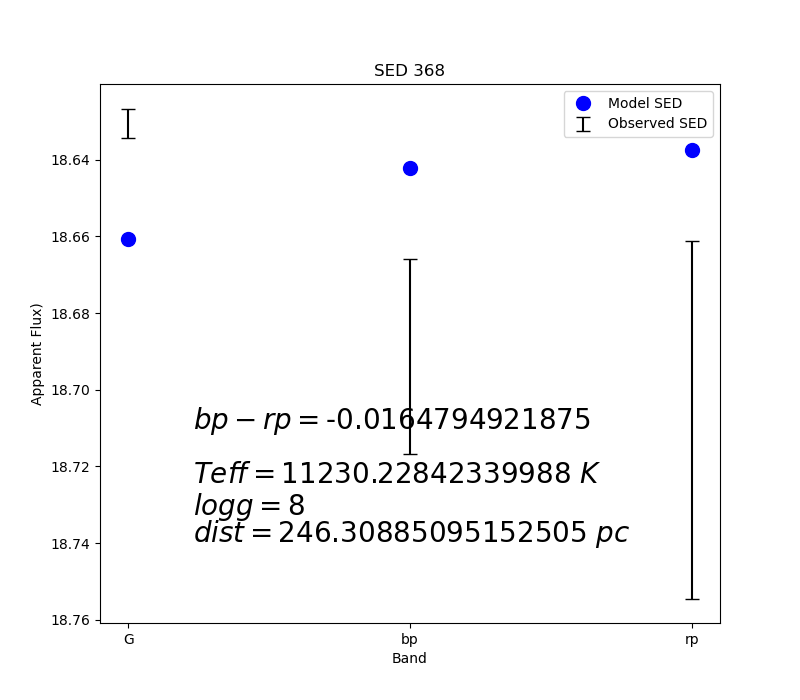 SED 368
Model SED
Observed SED
18.64
18.66
18.68
18.70
18.72
18.74
18.76
Apparent Flux)
bp − rp = -0.0164794921875
Teff = 11230.22842339988 K
logg = 8
dist = 246.30885095152505 pc
G
bp
rp
Band